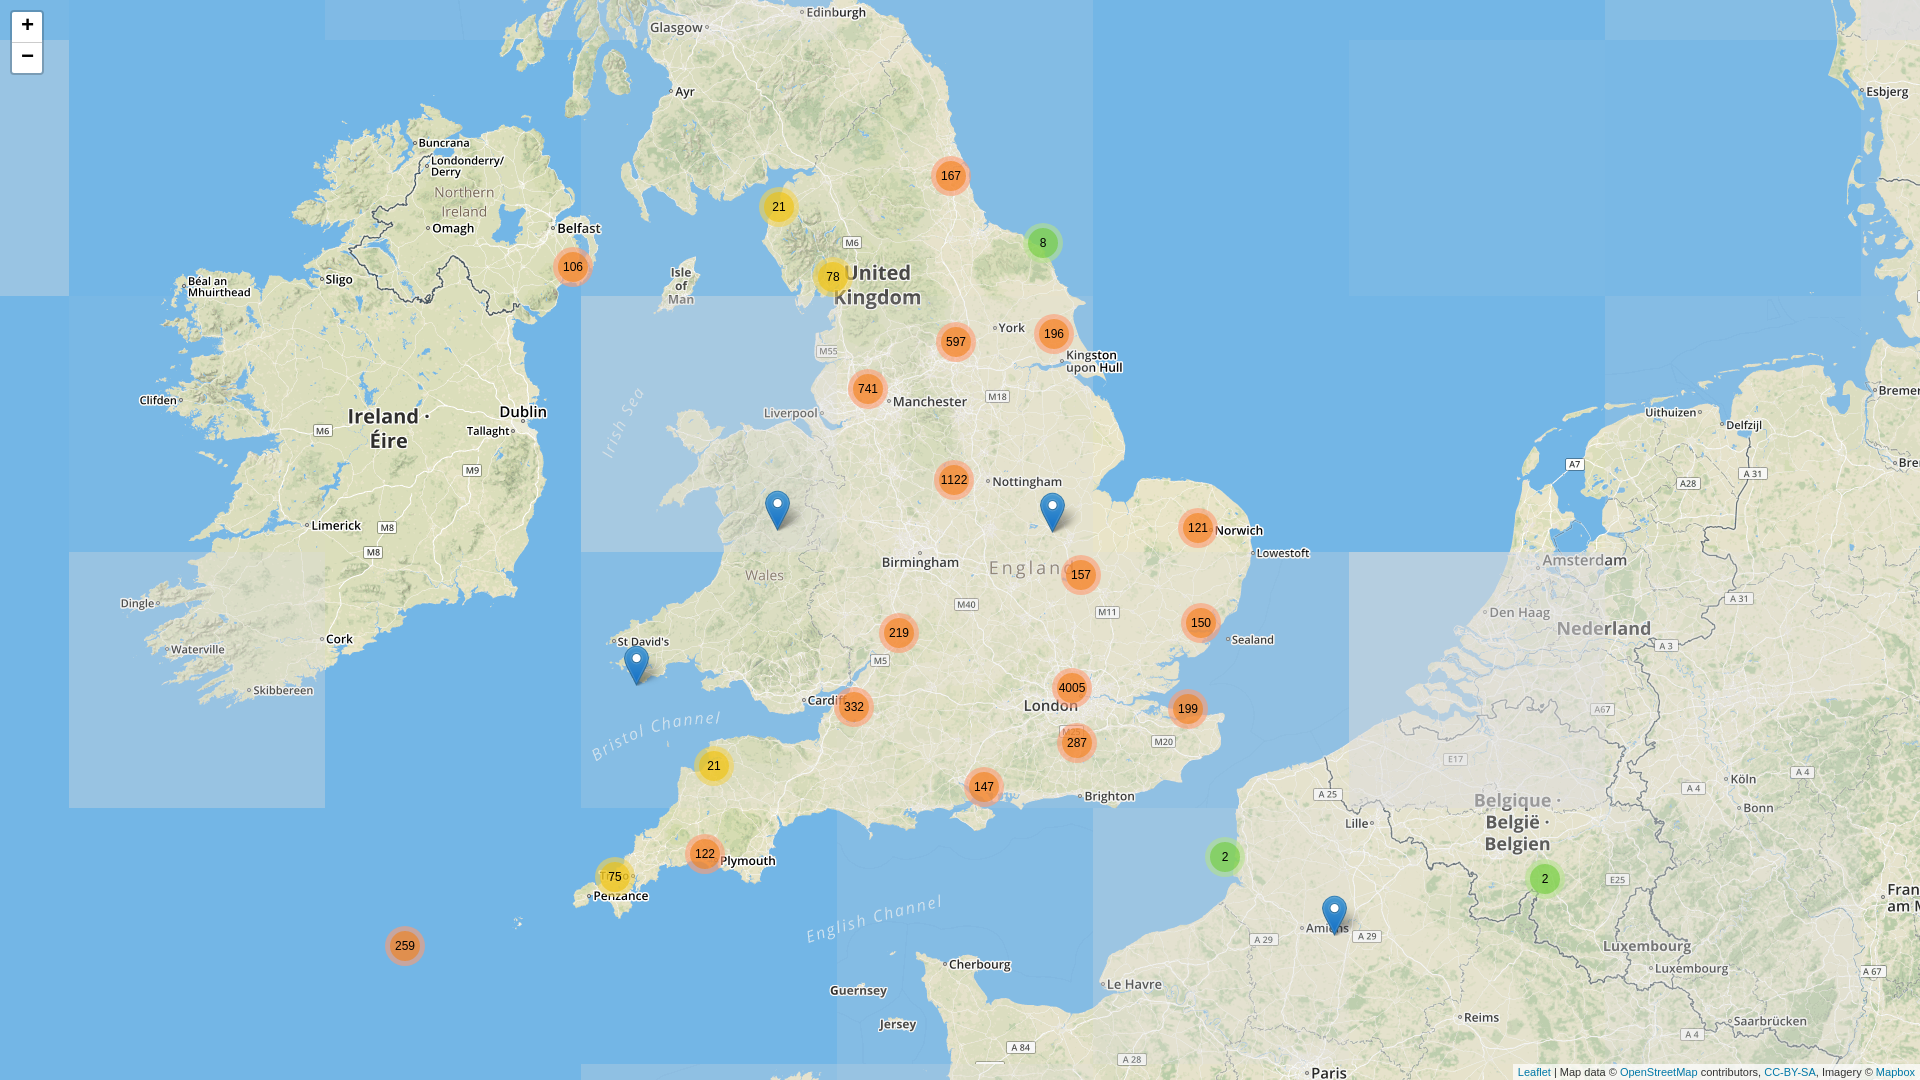 +
−
Edinburgh
Glasgow
Ayr
Esbjerg
Buncrana
Londonderry/
Derry
167
Northern
Ireland
21
Omagh
Belfast
M6
8
106
Isle
of
Man
78
United
Kingdom
Sligo
Béal an
Mhuirthead
York
196
597
M55
Kingston
upon Hull
741
M18
Manchester
Clifden
Liverpool
Dublin
Ireland ·
Éire
M6
Tallaght
Irish Sea
Uithuizen
Delfzijl
Bremer
Bre
A7
M9
A 31
A28
1122
Nottingham
Limerick
M8
121
Norwich
M8
Lowestoft
Birmingham
England
157
Amsterdam
Wales
Dingle
M40
M11
Den Haag
A 31
219
150
Nederland
Cork
St David's
Sealand
A 3
Waterville
M5
Skibbereen
4005
Cardiff
332
London
199
A67
Bristol Channel
287
M20
E17
21
147
Brighton
A 25
Köln
A 4
A 4
Bonn
Belgique ·
België ·
Belgien
Lille
122
Plymouth
2
75
Penzance
2
E25
Fran
am M
English Channel
Amiens
A 29
A 29
259
Luxembourg
Cherbourg
Luxembourg
A 67
Le Havre
Guernsey
Jersey
Reims
Saarbrücken
A 84
A 28
A 4
Paris
Leaflet | Map data © OpenStreetMap contributors, CC-BY-SA, Imagery © Mapbox